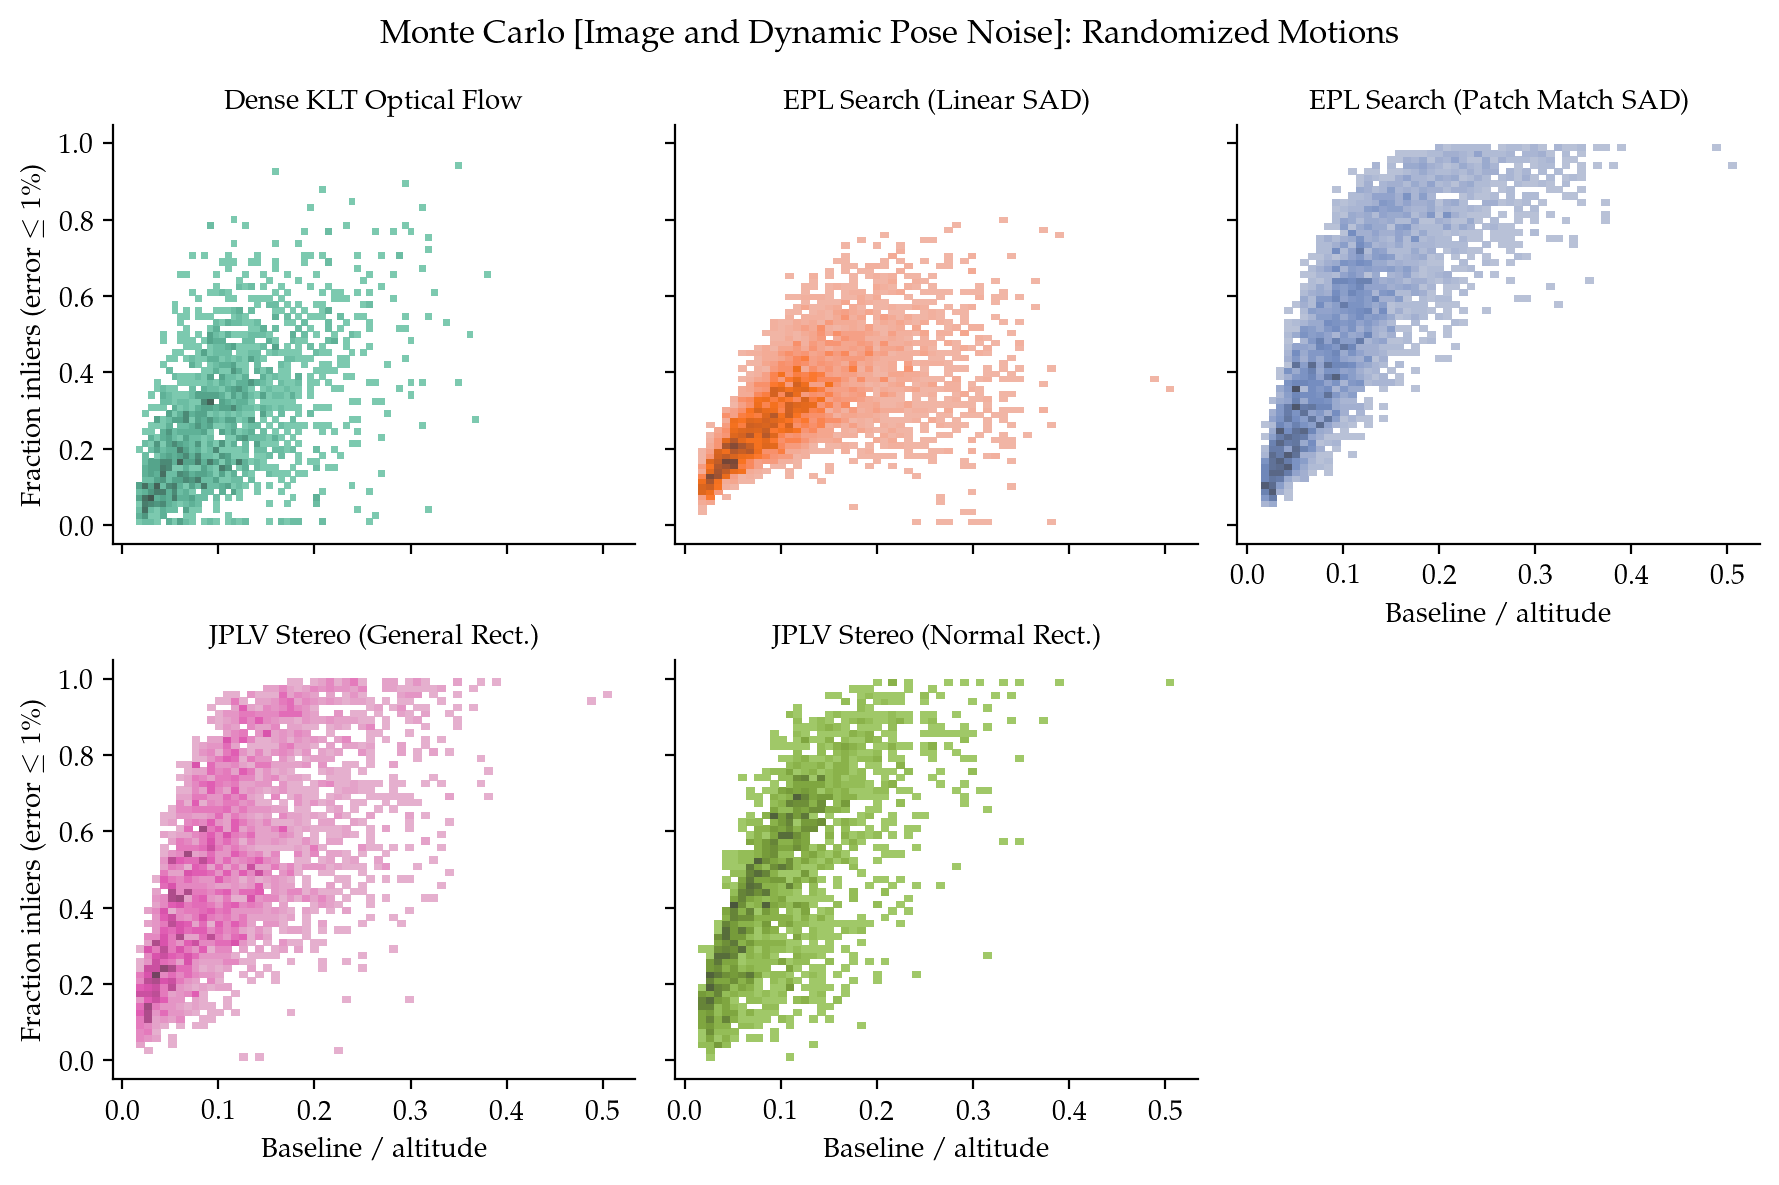 Monte Carlo [Image and Dynamic Pose Noise]: Randomized Motions
Dense KLT Optical Flow
EPL Search (Linear SAD)
EPL Search (Patch Match SAD)
Fraction inliers (error ≤ 1%)
1.0
0.8
0.6
0.4
0.2
0.0
0.0 0.1 0.2 0.3 0.4 0.5
Baseline / altitude
JPLV Stereo (General Rect.)
JPLV Stereo (Normal Rect.)
Fraction inliers (error ≤ 1%)
1.0
0.8
0.6
0.4
0.2
0.0
0.0 0.1 0.2 0.3 0.4 0.5
Baseline / altitude
0.0 0.1 0.2 0.3 0.4 0.5
Baseline / altitude